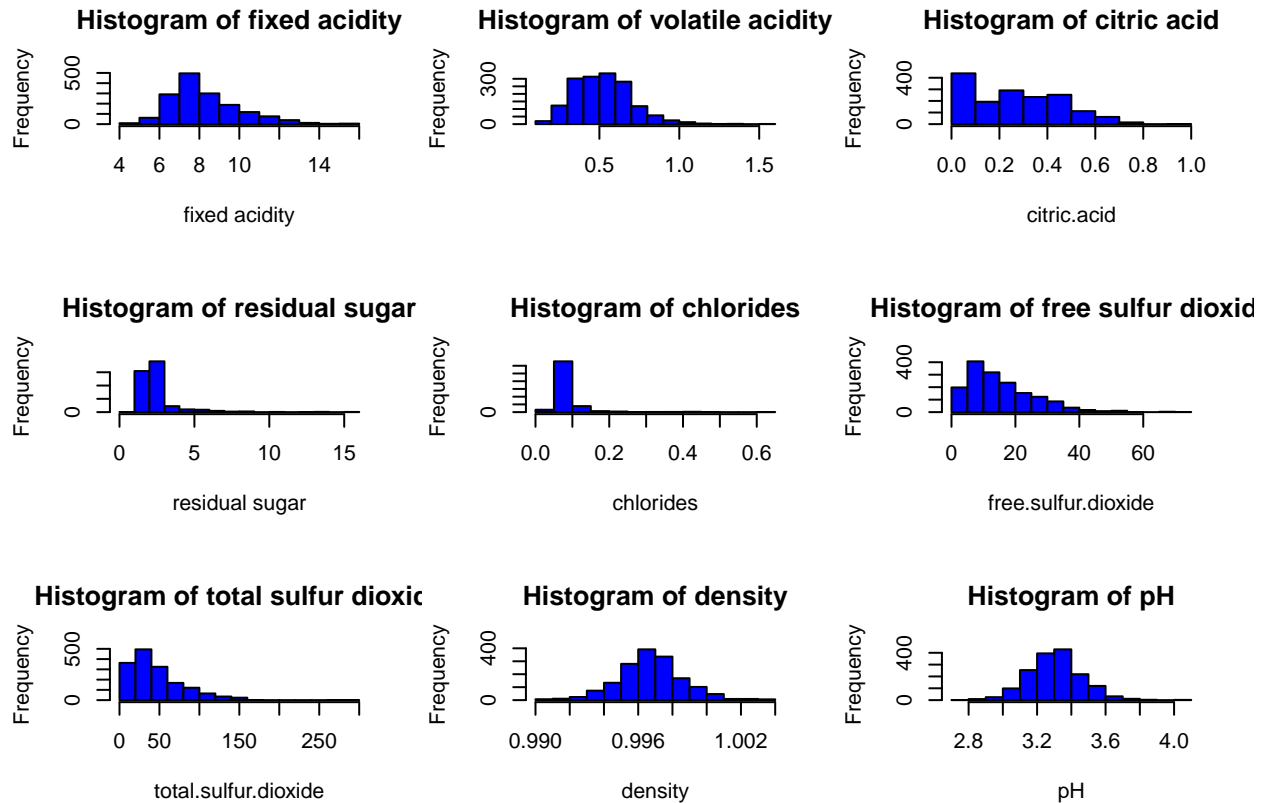 Histogram of fixed acidity
Frequency
0
500
4 6 8 10 14
fixed acidity
Histogram of volatile acidity
Frequency
0
300
0.5 1.0 1.5
Histogram of citric acid
Frequency
0
400
0.0 0.2 0.4 0.6 0.8 1.0
citric.acid
Histogram of residual sugar
Frequency
0
0 5 10 15
residual sugar
Histogram of chlorides
Frequency
0
0.0 0.2 0.4 0.6
chlorides
Histogram of free sulfur dioxid
Frequency
0
400
0 20 40 60
free.sulfur.dioxide
Histogram of total sulfur dioxic
Frequency
0
500
0 50 150 250
total.sulfur.dioxide
Histogram of density
Frequency
0
400
0.990 0.996 1.002
density
Histogram of pH
Frequency
0
400
2.8 3.2 3.6 4.0
pH